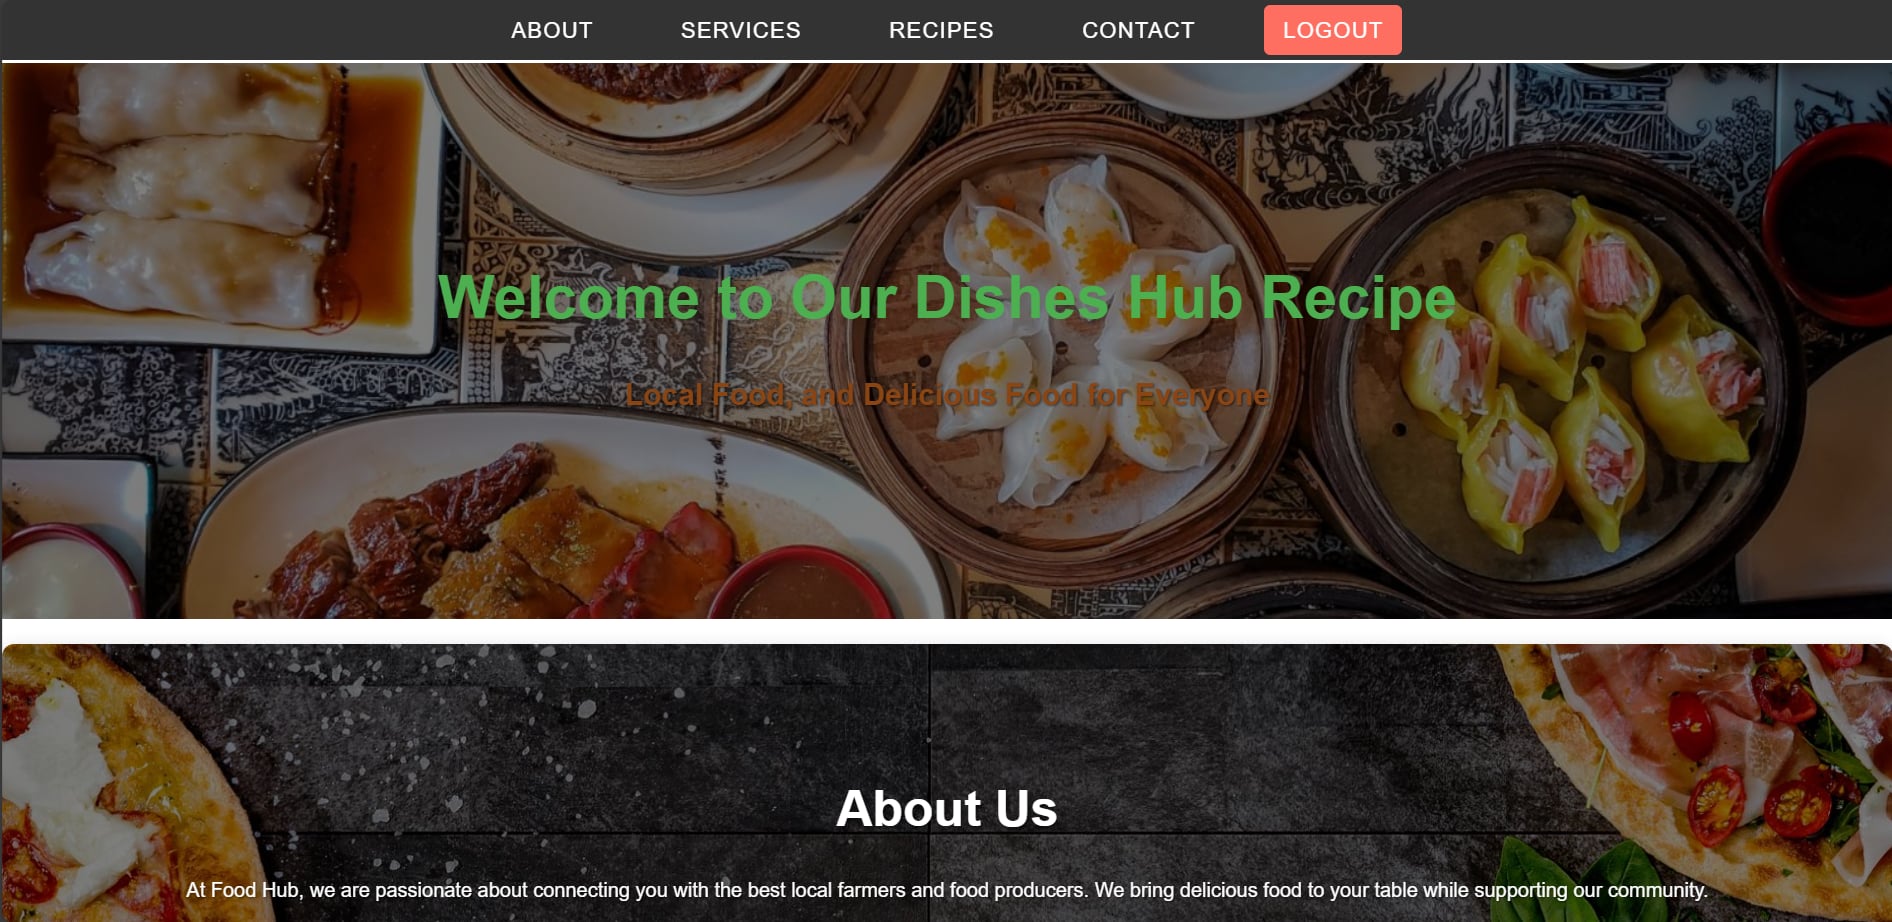 ABOUT SERVICES RECIPES CONTACT LOGOUT
Welcome to Our Dishes Hub Recipe
Local Food, and Delicious Food for Everyone
About Us
At Food Hub, we are passionate about connecting you with the best local farmers and food producers. We bring delicious food to your table while supporting our community.